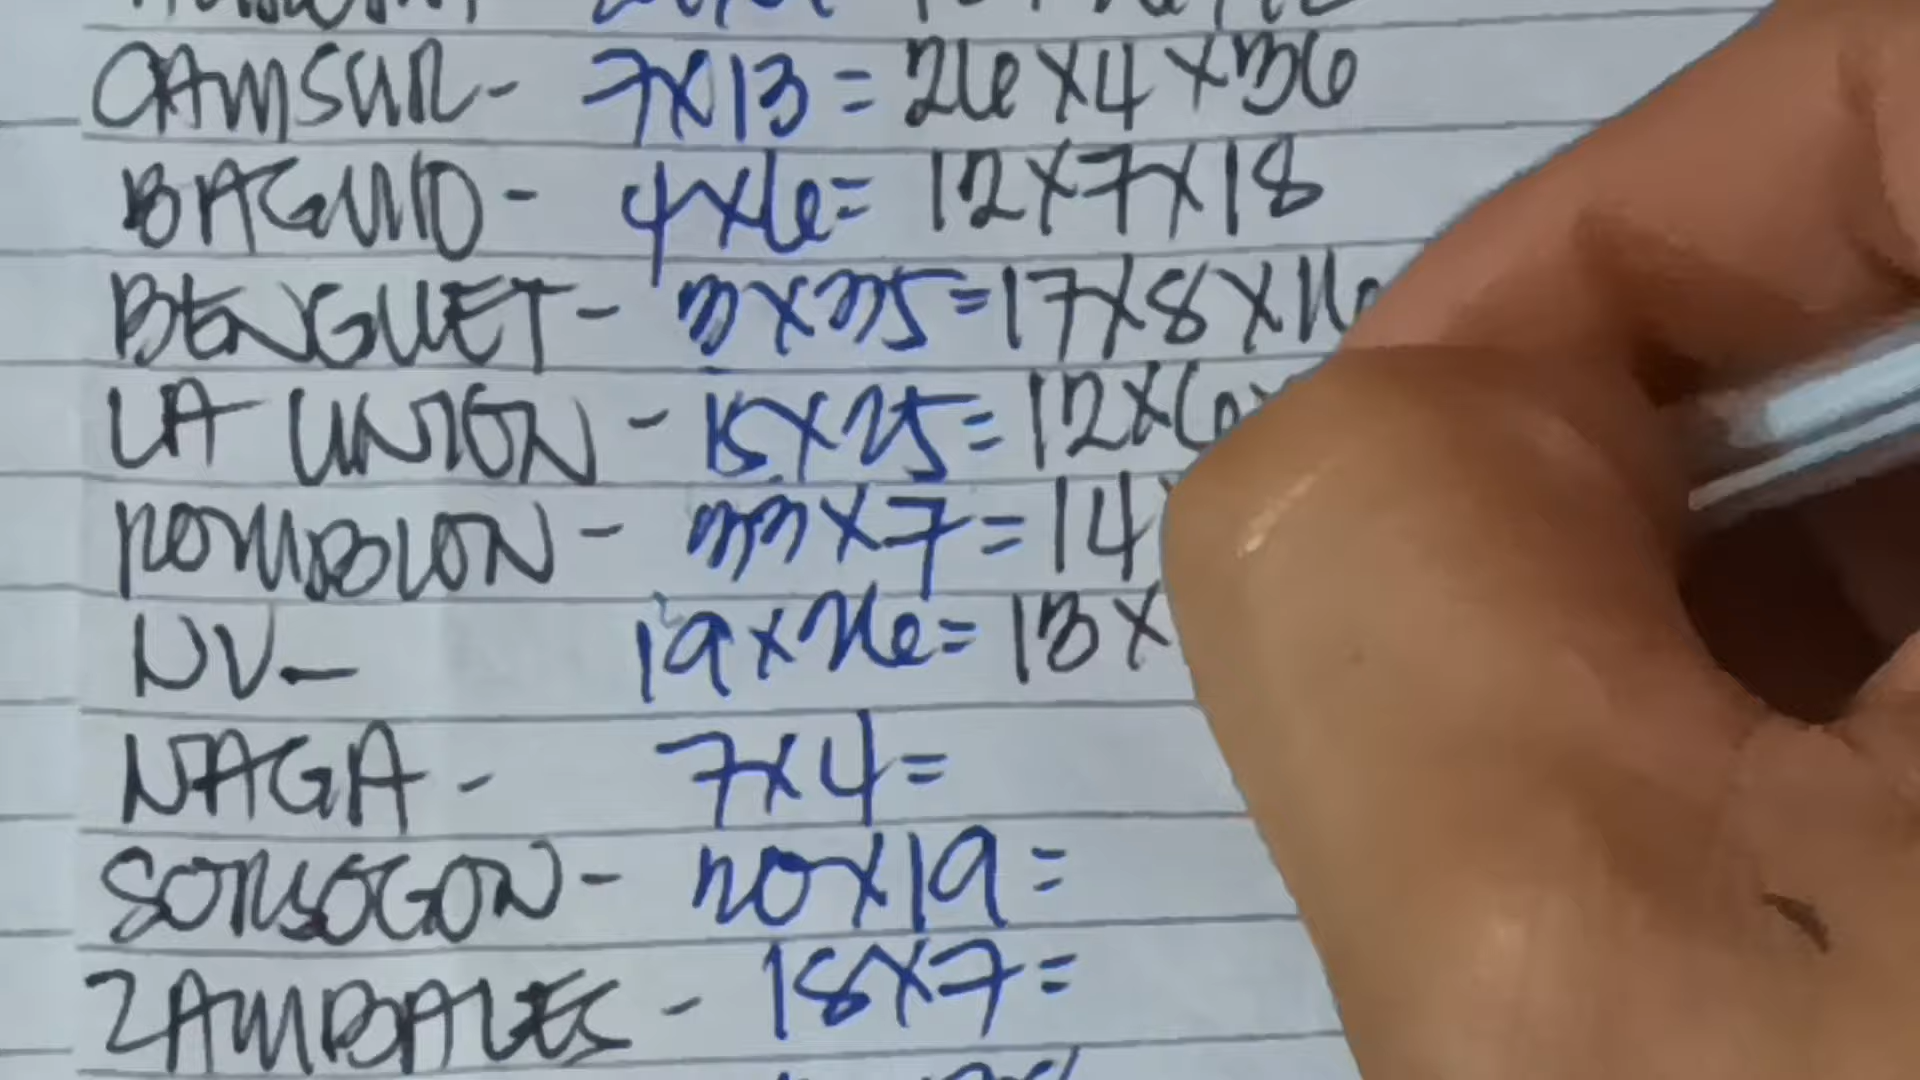 CAMSUR - 7X13 = 26X4X36
BAGUIO - 4X6= 12X7X18
BENGUET - 3X35=17X8X16
LA UNION - 15X25= 12X6X
ROMBLON - 33X7= 14
NV- 19X26= 13X
NAGA - 7X4=
SORSOGON - 20X19=
ZAMBALES - 18X7=